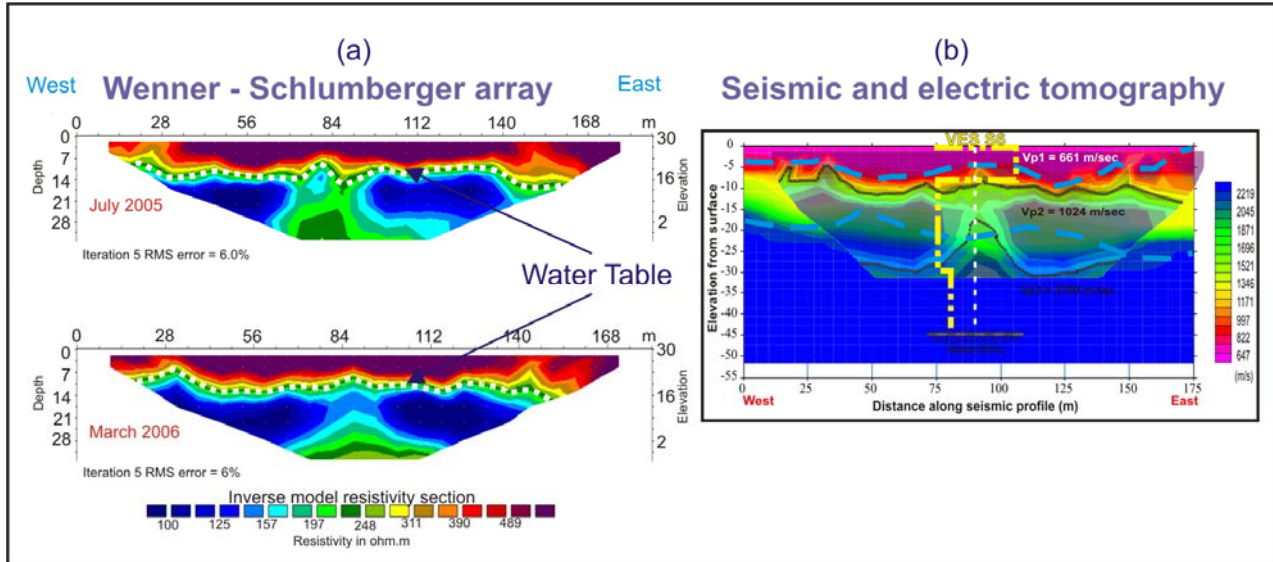 (a)
West Wenner - Schlumberger array East
0 28 56 84 112 140 168 m
Depth
0
7
14
21
28
30
16
2
Elevation
July 2005
Iteration 5 RMS error = 6.0%
Water Table
0 28 56 84 112 140 168 m
Depth
0
7
14
21
28
30
16
2
Elevation
March 2006
Iteration 5 RMS error = 6%
Inverse model resistivity section
100 125 157 197 248 311 390 489
Resistivity in ohm.m
(b)
Seismic and electric tomography
VES S6
Vp1 = 661 m/sec
Vp2 = 1024 m/sec
Elevation from surface
0
-5
-10
-15
-20
-25
-30
-35
-40
-45
-50
-55
0 25 50 75 100 125 150 175
West Distance along seismic profile (m) East
2219
2045
1871
1696
1521
1346
1171
997
822
647
(m/s)